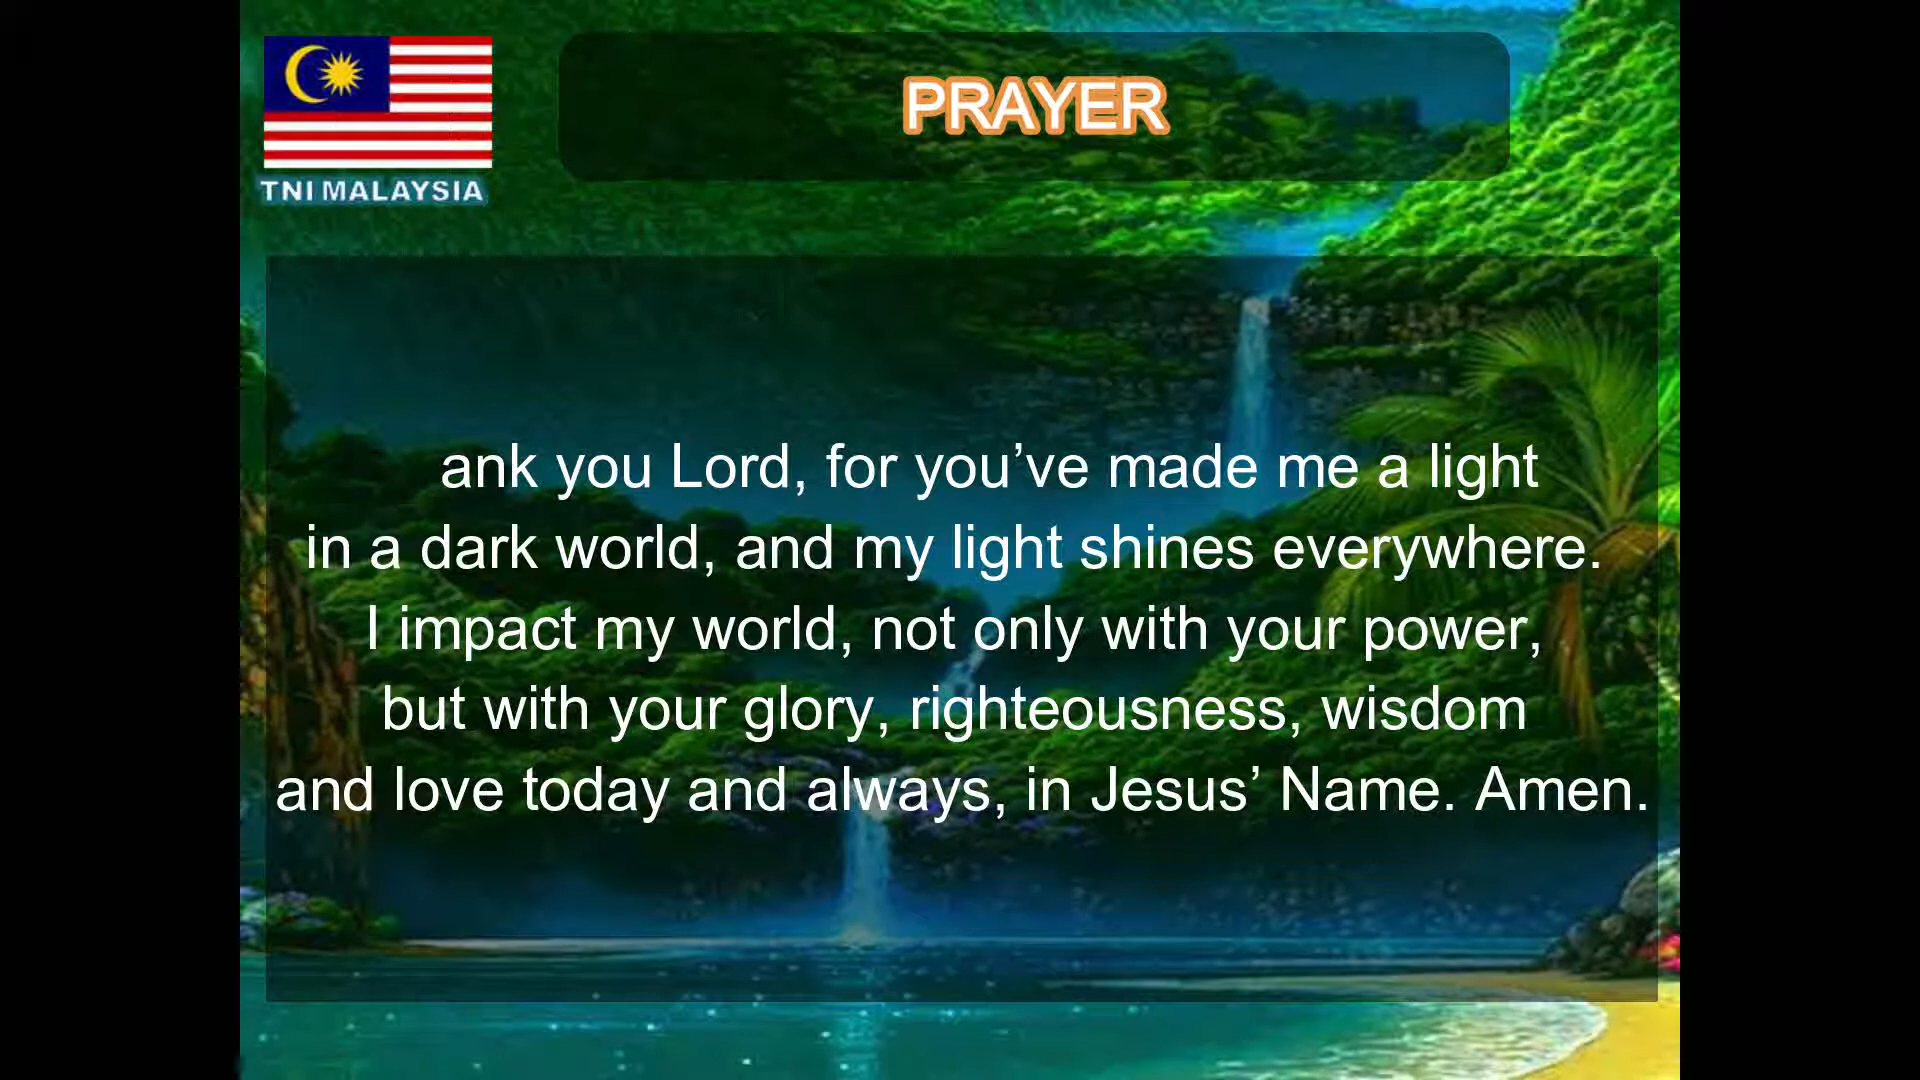 PRAYER
TNI MALAYSIA
ank you Lord, for you’ve made me a light
in a dark world, and my light shines everywhere.
I impact my world, not only with your power,
but with your glory, righteousness, wisdom
and love today and always, in Jesus’ Name. Amen.